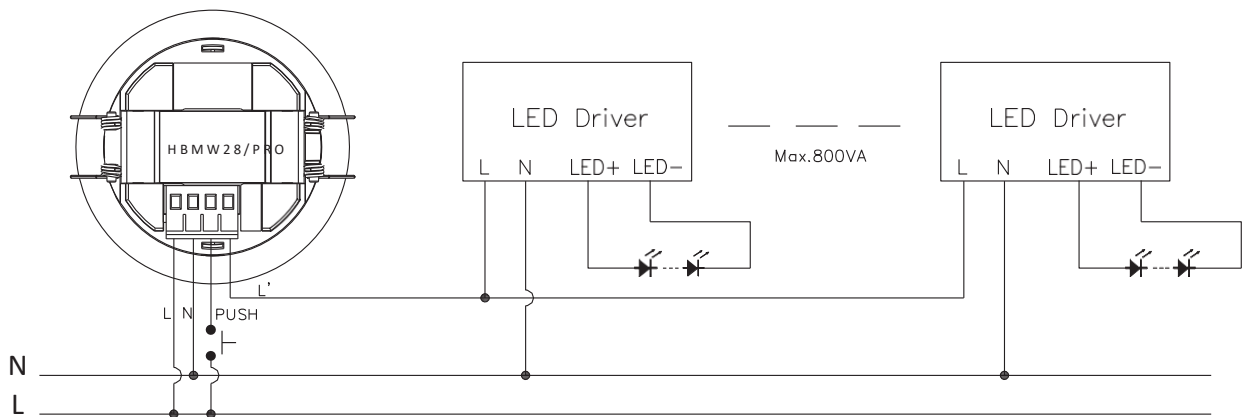 HBMW28/PRO
LED Driver
L N LED+ LED-
Max.800VA
LED Driver
L N LED+ LED-
L'
L N PUSH
N
L